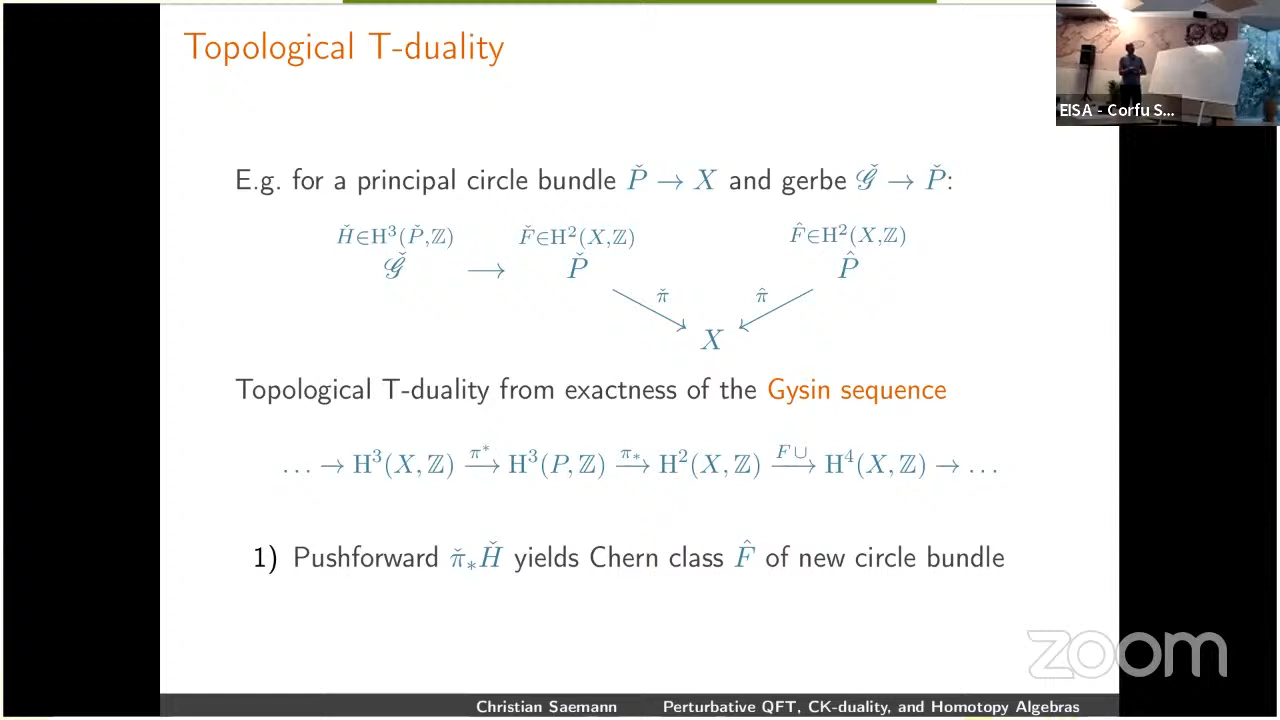 Topological T-duality
EISA - Corfu S...
E.g. for a principal circle bundle P̌ → X and gerbe 𝒢̌ → P̌:
Ȟ∈H³(P̌,ℤ) F̌∈H²(X,ℤ) F̂∈H²(X,ℤ)
𝒢̌ ⟶ P̌ P̂
π̌ π̂
X
Topological T-duality from exactness of the Gysin sequence
… → H³(X, ℤ) —π*→ H³(P, ℤ) —π_*→ H²(X, ℤ) —F∪→ H⁴(X, ℤ) → …
1) Pushforward π̌_*Ȟ yields Chern class F̂ of new circle bundle
zoom
Christian Saemann Perturbative QFT, CK-duality, and Homotopy Algebras